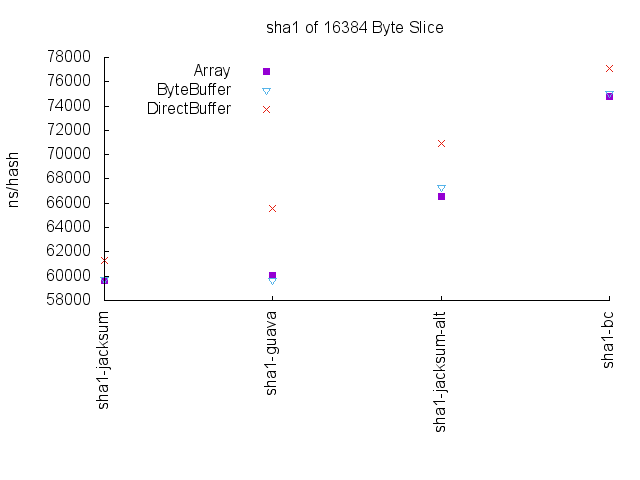 sha1 of 16384 Byte Slice
78000
76000
74000
72000
70000
68000
66000
64000
62000
60000
58000
ns/hash
Array
ByteBuffer
DirectBuffer
sha1-jacksum
sha1-guava
sha1-jacksum-alt
sha1-bc